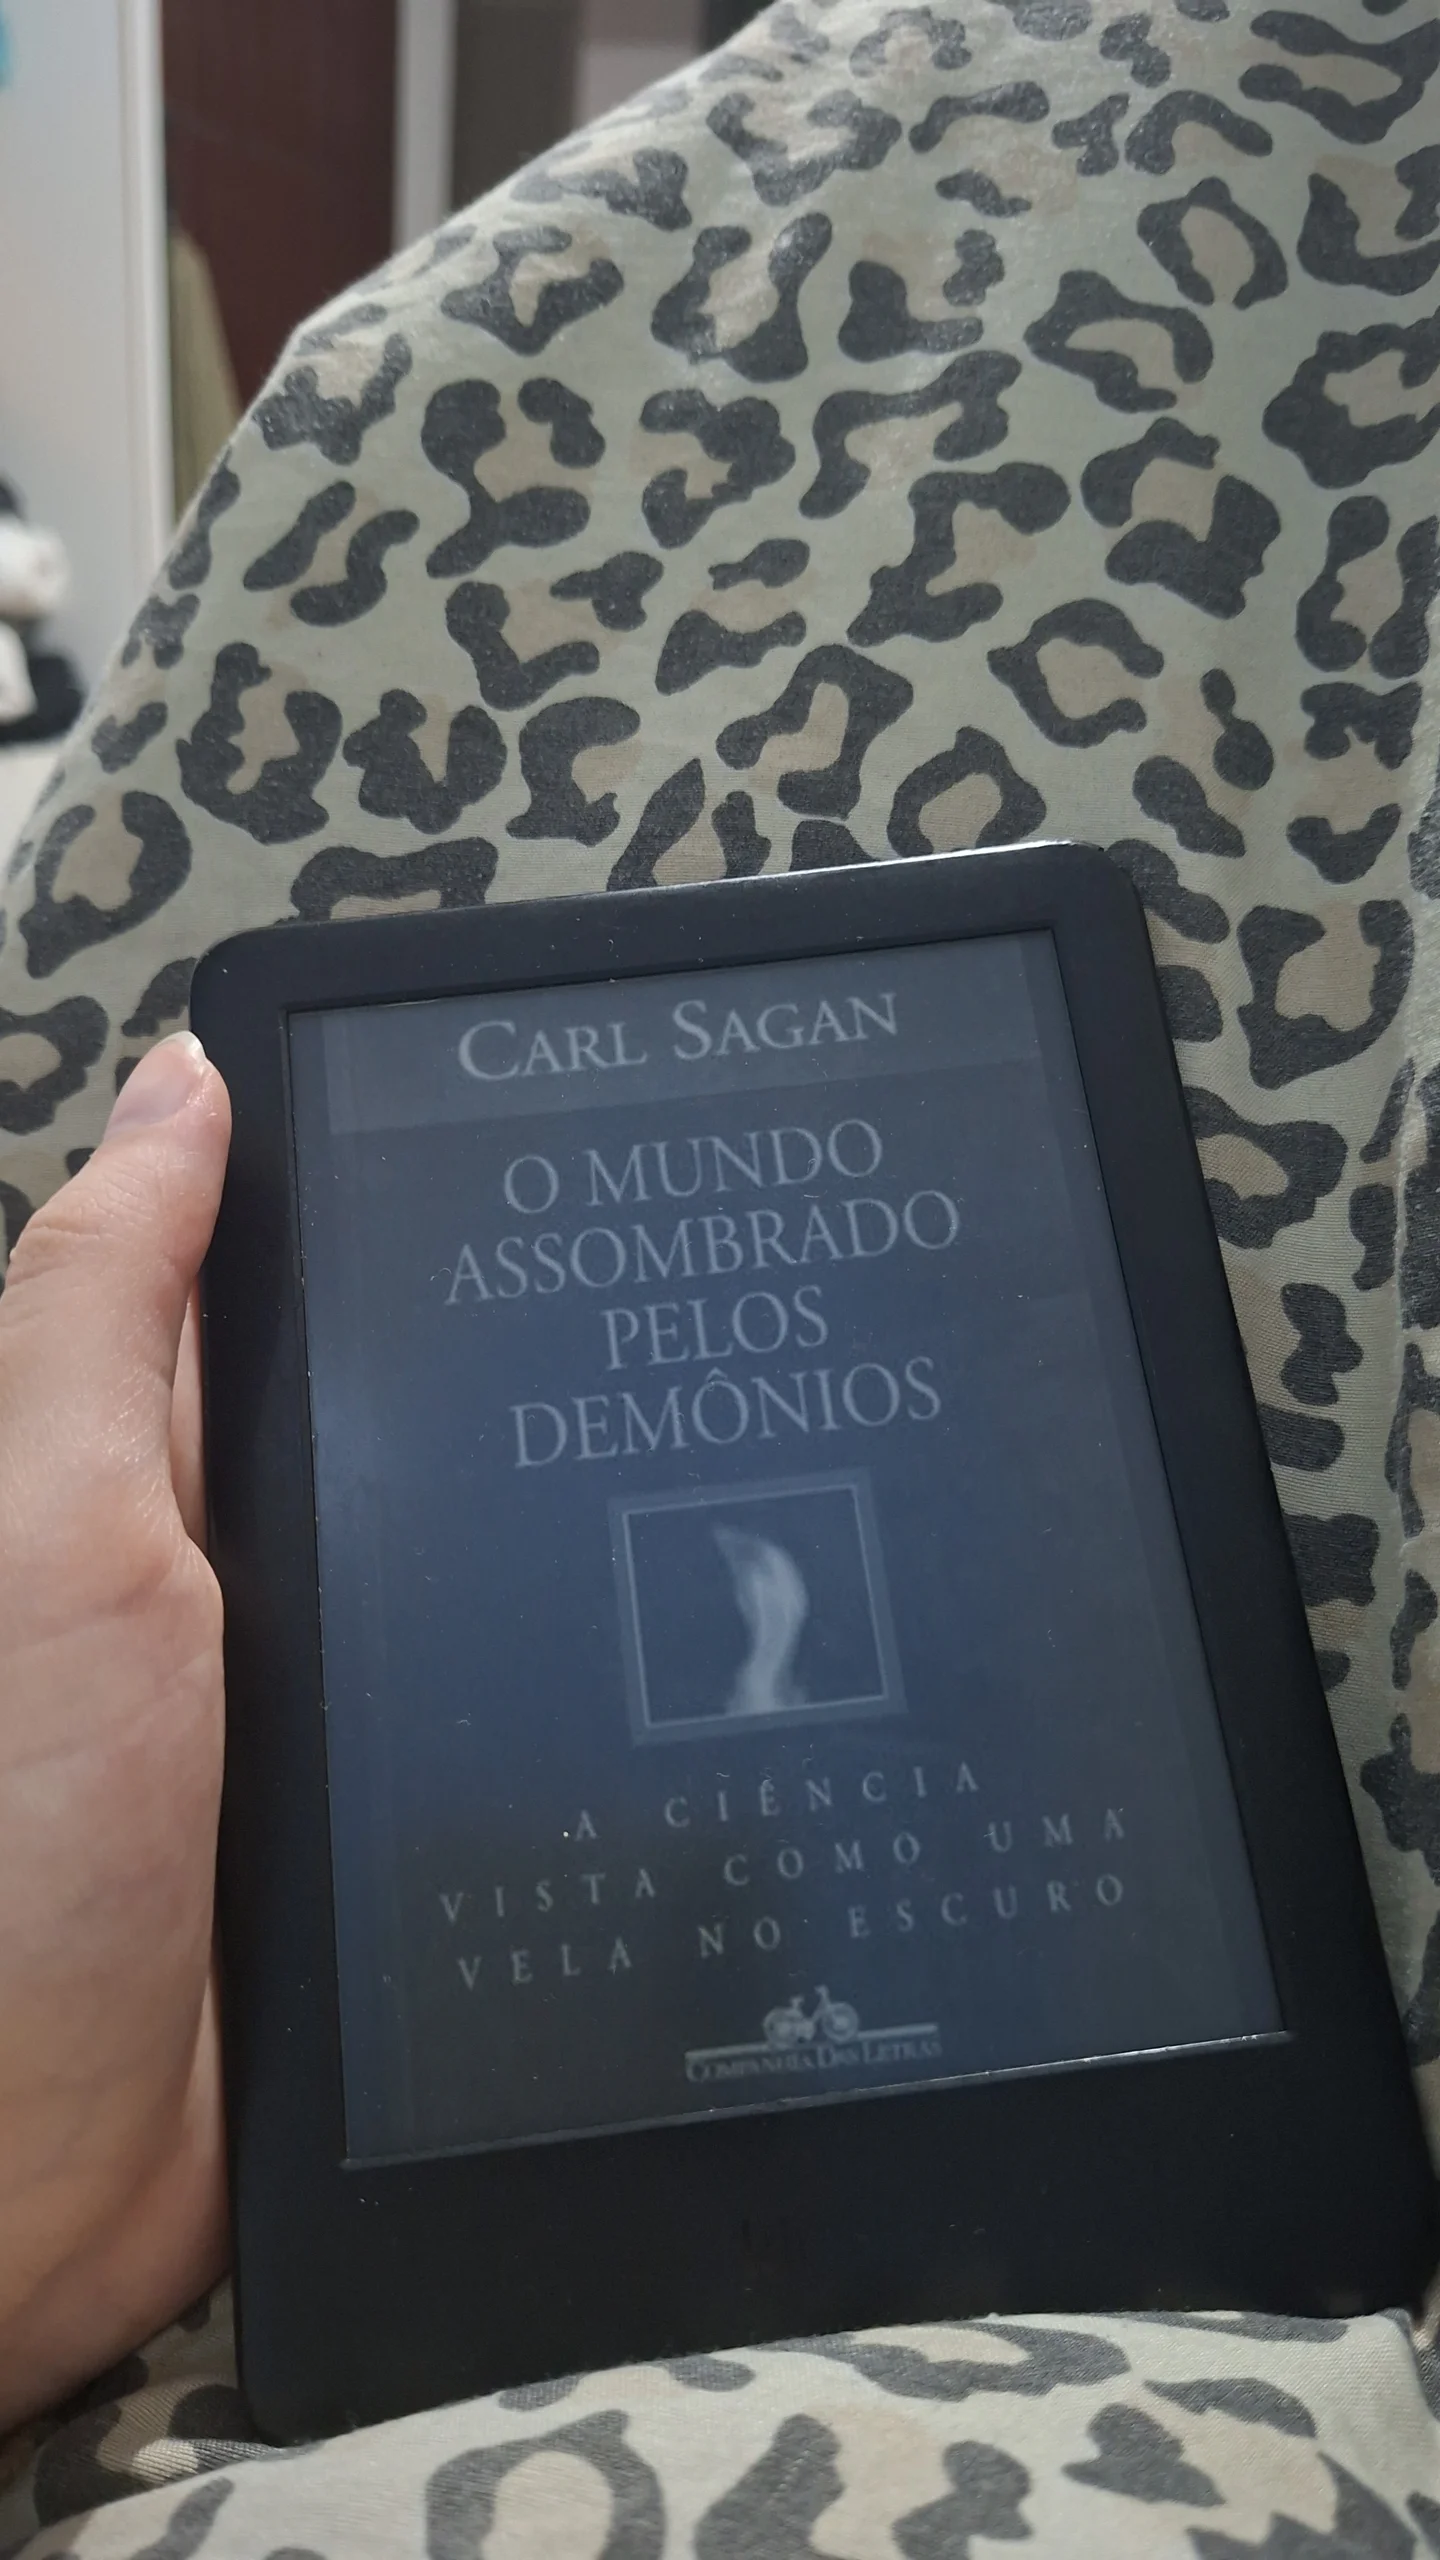 CARL SAGAN
O MUNDO
ASSOMBRADO
PELOS
DEMÔNIOS
A CIÊNCIA
VISTA COMO UMA
VELA NO ESCURO
COMPANHIA DAS LETRAS